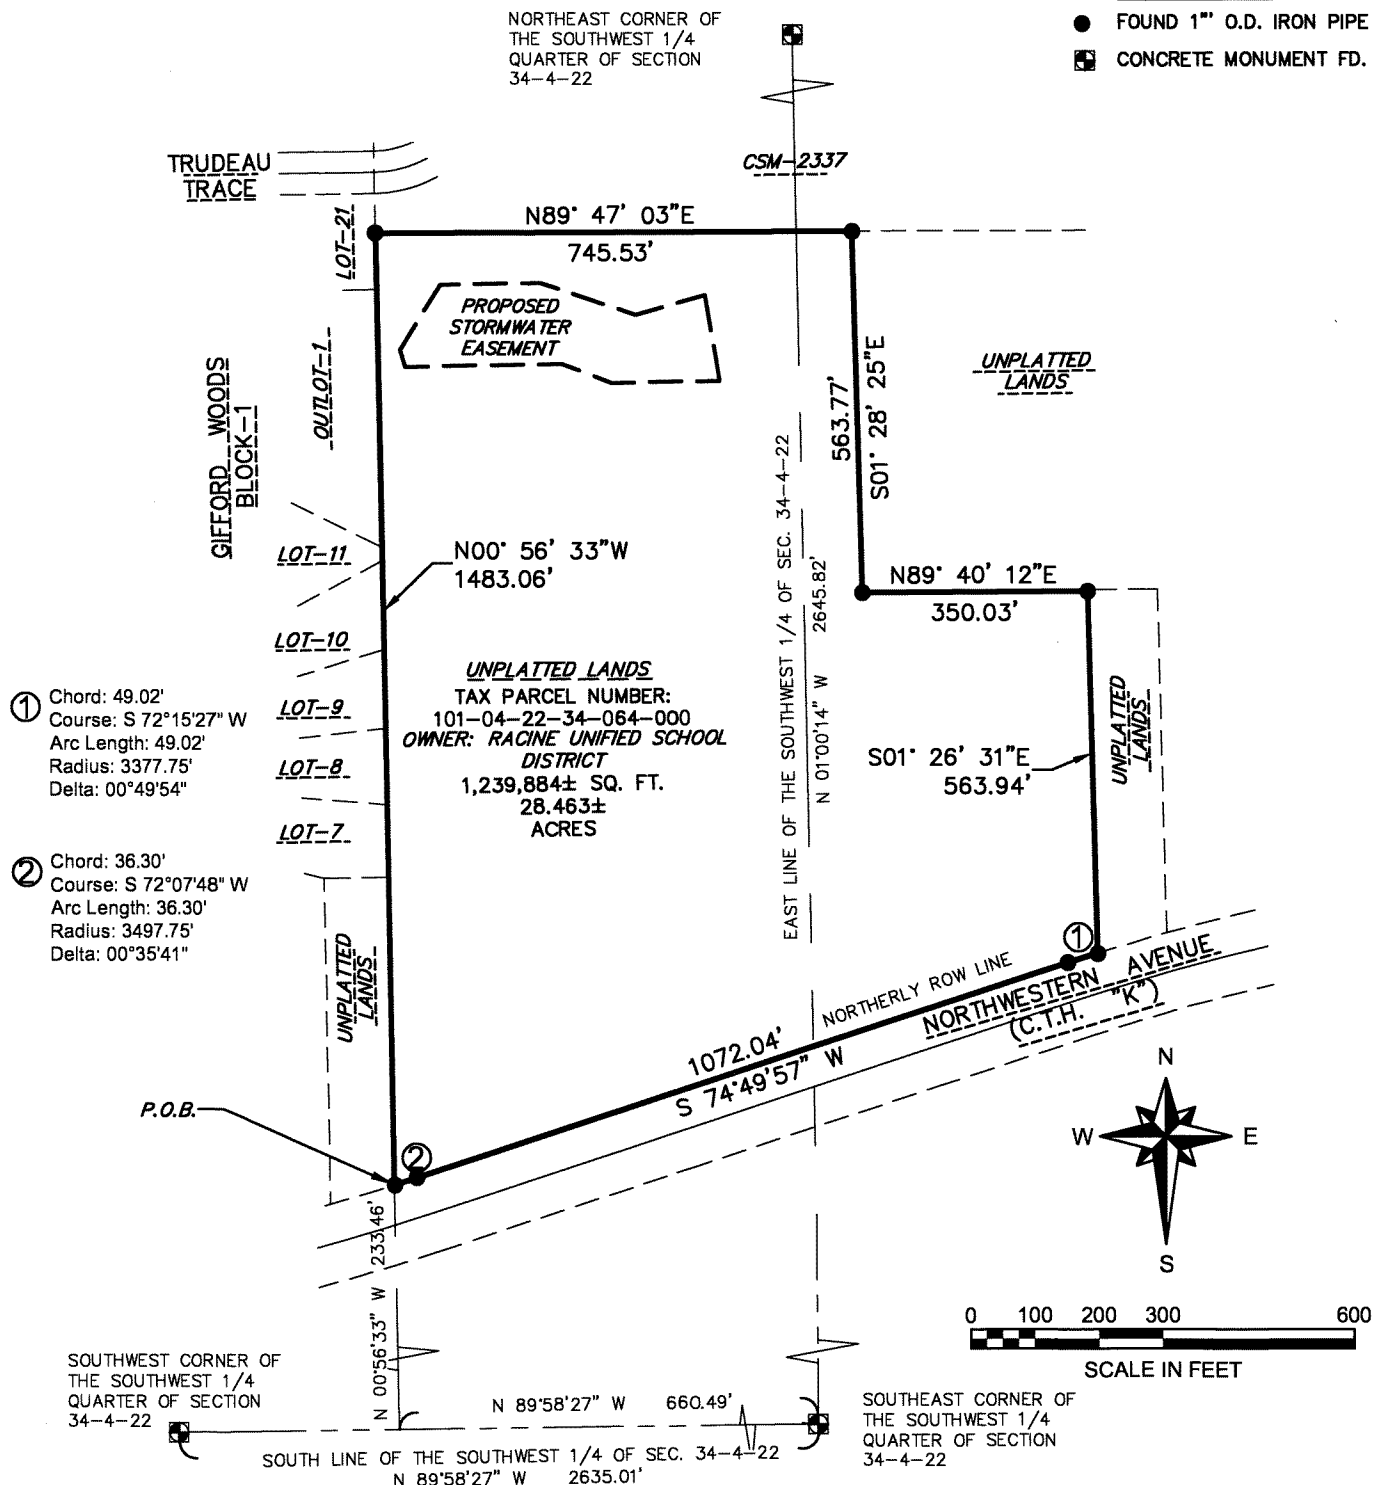 NORTHEAST CORNER OF
THE SOUTHWEST 1/4
QUARTER OF SECTION
34-4-22
FOUND 1"' O.D. IRON PIPE
CONCRETE MONUMENT FD.
TRUDEAU
TRACE
CSM-2337
LOT-21
N89° 47' 03"E
745.53'
PROPOSED
STORMWATER
EASEMENT
OUTLOT-1
GIFFORD WOODS
BLOCK-1
563.77'
S01° 28' 25"E
UNPLATTED
LANDS
EAST LINE OF THE SOUTHWEST 1/4 OF SEC. 34-4-22
N 01°00'14" W 2645.82'
LOT-11
N00° 56' 33"W
1483.06'
N89° 40' 12"E
350.03'
LOT-10
UNPLATTED LANDS
TAX PARCEL NUMBER:
101-04-22-34-064-000
OWNER: RACINE UNIFIED SCHOOL
DISTRICT
1,239,884± SQ. FT.
28.463±
ACRES
1
Chord: 49.02'
Course: S 72°15'27" W
Arc Length: 49.02'
Radius: 3377.75'
Delta: 00°49'54"
LOT-9
LOT-8
LOT-7
S01° 26' 31"E
563.94'
UNPLATTED
LANDS
2
Chord: 36.30'
Course: S 72°07'48" W
Arc Length: 36.30'
Radius: 3497.75'
Delta: 00°35'41"
UNPLATTED
LANDS
1
NORTHERLY ROW LINE
NORTHWESTERN AVENUE
(C.T.H. "K")
1072.04'
S 74°49'57" W
P.O.B.
2
N
W
E
S
N 00°56'33" W 233.46'
0 100 200 300 600
SCALE IN FEET
SOUTHWEST CORNER OF
THE SOUTHWEST 1/4
QUARTER OF SECTION
34-4-22
N 89°58'27" W 660.49'
SOUTH LINE OF THE SOUTHWEST 1/4 OF SEC. 34-4-22
N 89°58'27" W 2635.01'
SOUTHEAST CORNER OF
THE SOUTHWEST 1/4
QUARTER OF SECTION
34-4-22